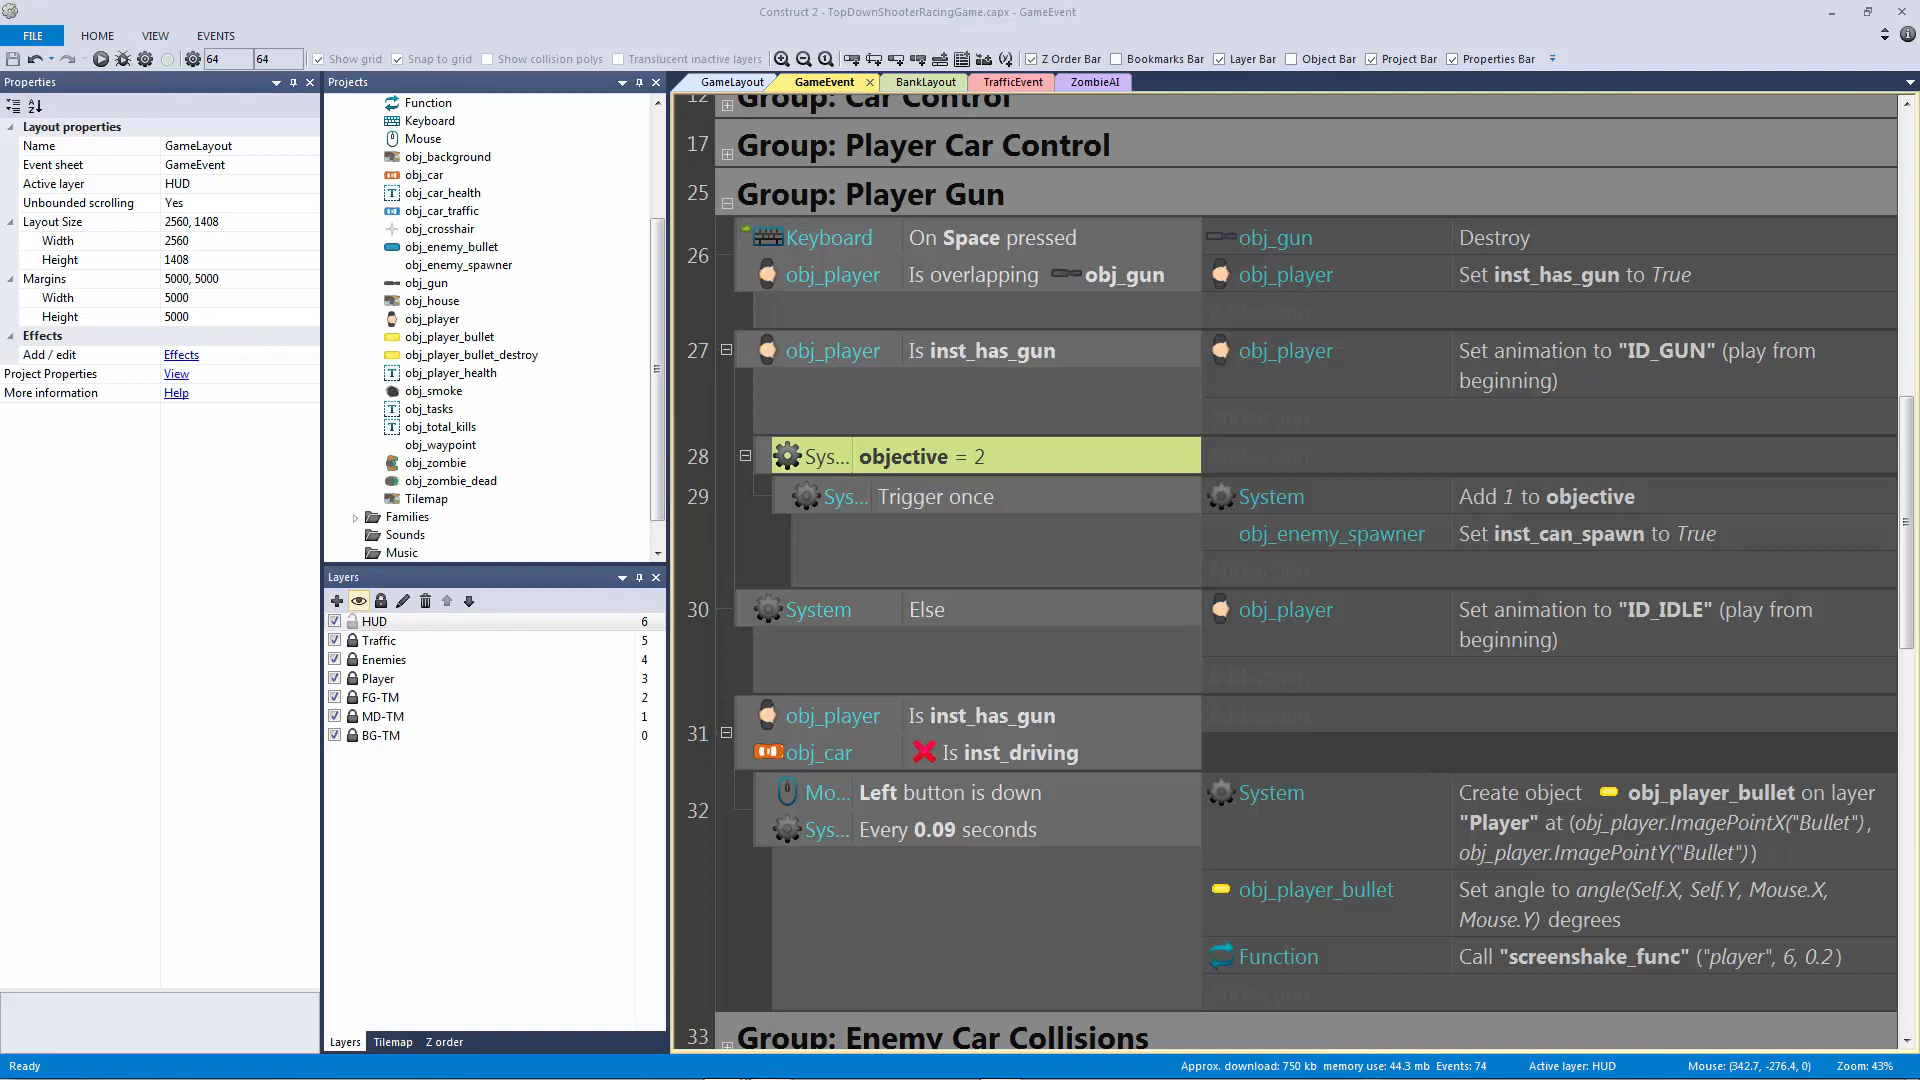 Construct 2 - TopDownShooterRacingGame.capx - GameEvent
FILE HOME VIEW EVENTS
64 64 Show grid Snap to grid Show collision polys Translucent inactive layers Z Order Bar Bookmarks Bar Layer Bar Object Bar Project Bar Properties Bar
Properties
Layout properties
Name GameLayout
Event sheet GameEvent
Active layer HUD
Unbounded scrolling Yes
Layout Size 2560, 1408
Width 2560
Height 1408
Margins 5000, 5000
Width 5000
Height 5000
Effects
Add / edit Effects
Project Properties View
More information Help
Projects
Function
Keyboard
Mouse
obj_background
obj_car
obj_car_health
obj_car_traffic
obj_crosshair
obj_enemy_bullet
obj_enemy_spawner
obj_gun
obj_house
obj_player
obj_player_bullet
obj_player_bullet_destroy
obj_player_health
obj_smoke
obj_tasks
obj_total_kills
obj_waypoint
obj_zombie
obj_zombie_dead
Tilemap
Families
Sounds
Music
Layers
HUD 6
Traffic 5
Enemies 4
Player 3
FG-TM 2
MD-TM 1
BG-TM 0
Layers Tilemap Z order
GameLayout GameEvent BankLayout TrafficEvent ZombieAI
12 Group: Car Control
17 Group: Player Car Control
25 Group: Player Gun
26 Keyboard On Space pressed obj_gun Destroy
obj_player Is overlapping obj_gun obj_player Set inst_has_gun to True
27 obj_player Is inst_has_gun obj_player Set animation to "ID_GUN" (play from
beginning)
28 Sys... objective = 2
29 Sys... Trigger once System Add 1 to objective
obj_enemy_spawner Set inst_can_spawn to True
30 System Else obj_player Set animation to "ID_IDLE" (play from
beginning)
31 obj_player Is inst_has_gun
obj_car Is inst_driving
32 Mo... Left button is down System Create object obj_player_bullet on layer
Sys... Every 0.09 seconds "Player" at (obj_player.ImagePointX("Bullet"),
obj_player.ImagePointY("Bullet"))
obj_player_bullet Set angle to angle(Self.X, Self.Y, Mouse.X,
Mouse.Y) degrees
Function Call "screenshake_func" ("player", 6, 0.2)
33 Group: Enemy Car Collisions
Ready Approx. download: 750 kb memory use: 44.3 mb Events: 74 Active layer: HUD Mouse: (342.7, -276.4, 0) Zoom: 43%